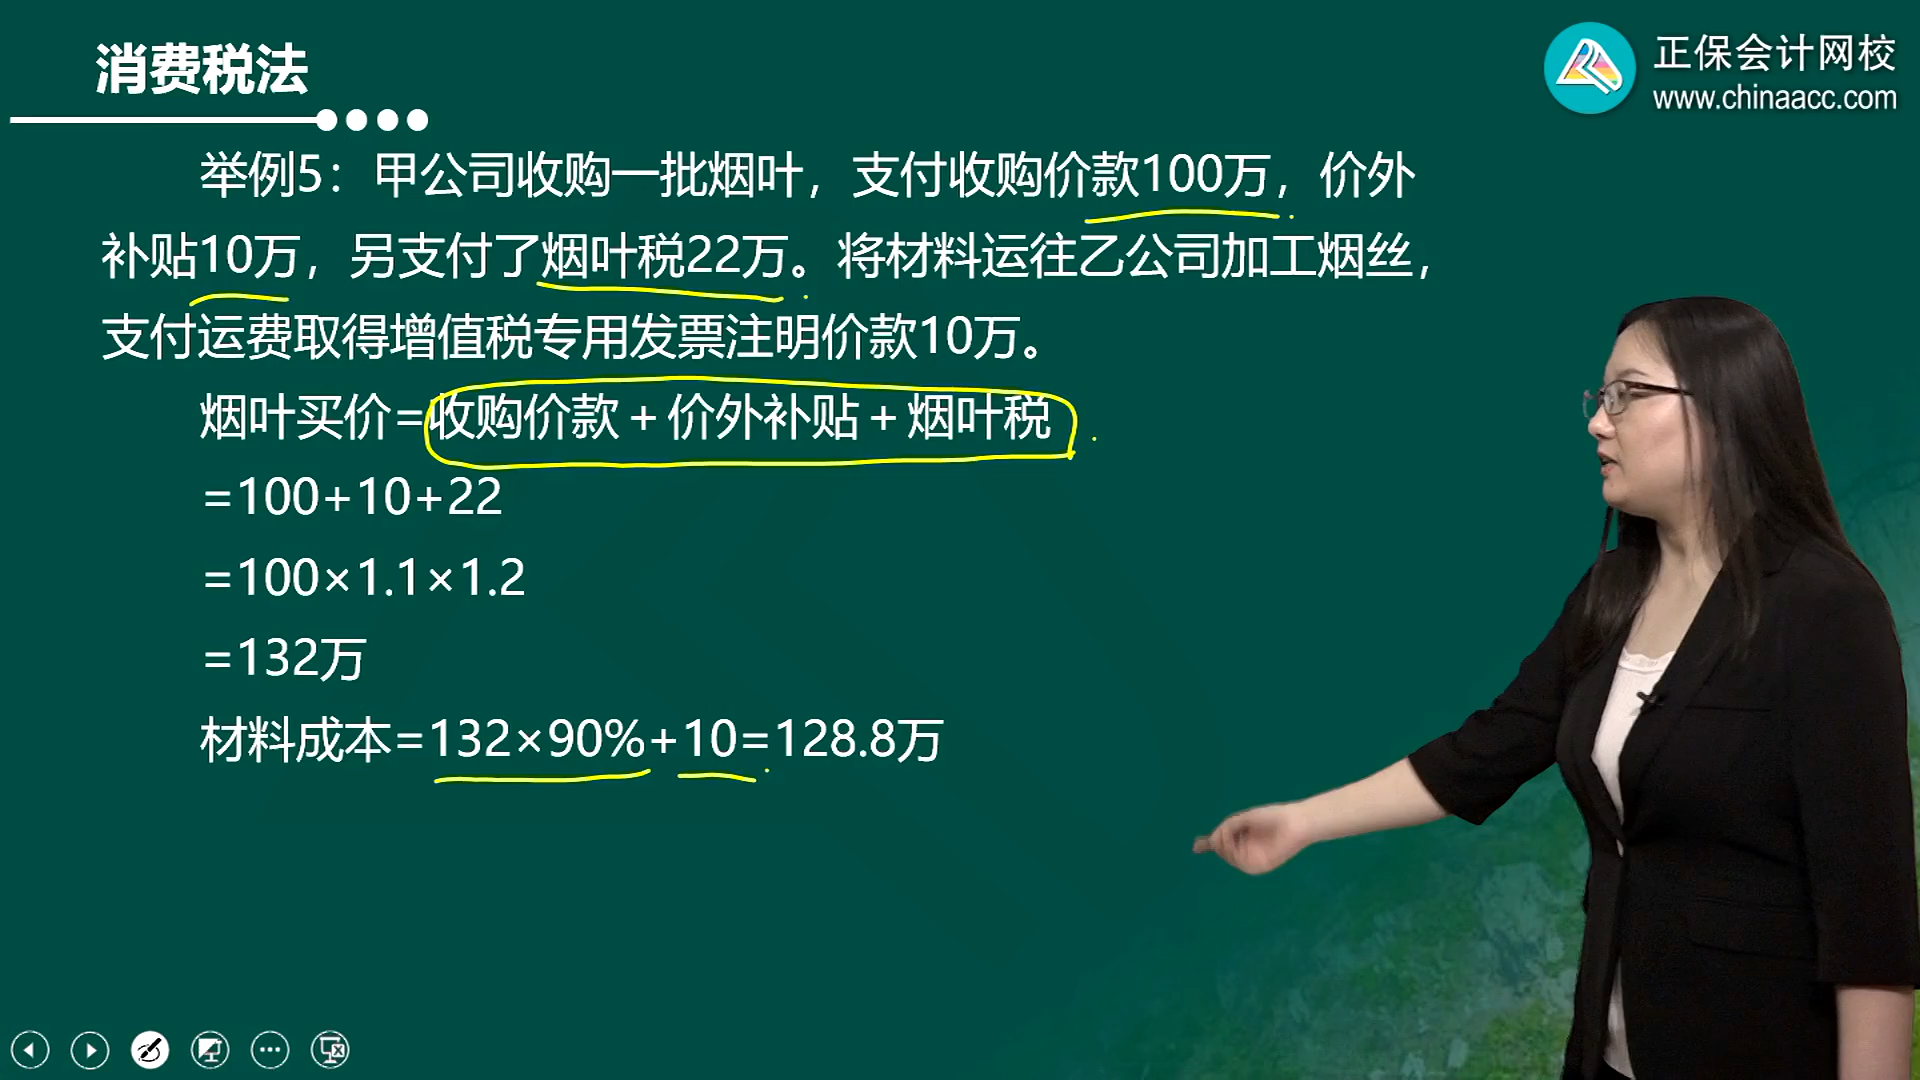 消费税法
正保会计网校
www.chinaacc.com
举例5：甲公司收购一批烟叶，支付收购价款100万，价外
补贴10万，另支付了烟叶税22万。将材料运往乙公司加工烟丝，
支付运费取得增值税专用发票注明价款10万。
烟叶买价=收购价款＋价外补贴＋烟叶税
=100+10+22
=100×1.1×1.2
=132万
材料成本=132×90%+10=128.8万